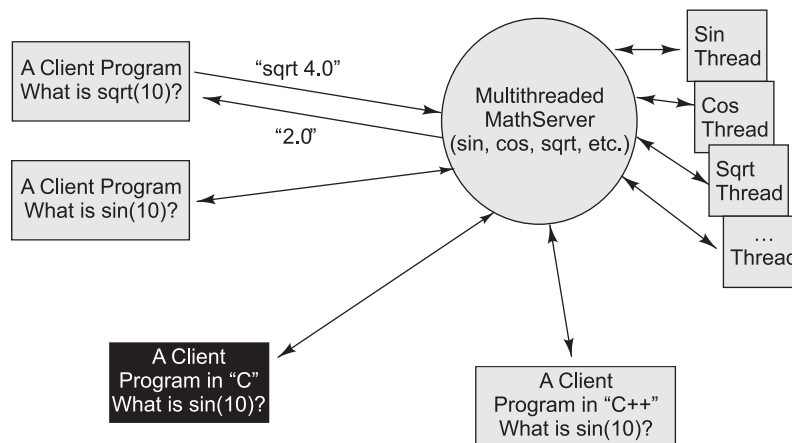 A Client Program
What is sqrt(10)?
“sqrt 4.0”
“2.0”
A Client Program
What is sin(10)?
Multithreaded
MathServer
(sin, cos, sqrt, etc.)
Sin
Thread
Cos
Thread
Sqrt
Thread
...
Thread
A Client
Program in “C”
What is sin(10)?
A Client
Program in “C++”
What is sin(10)?